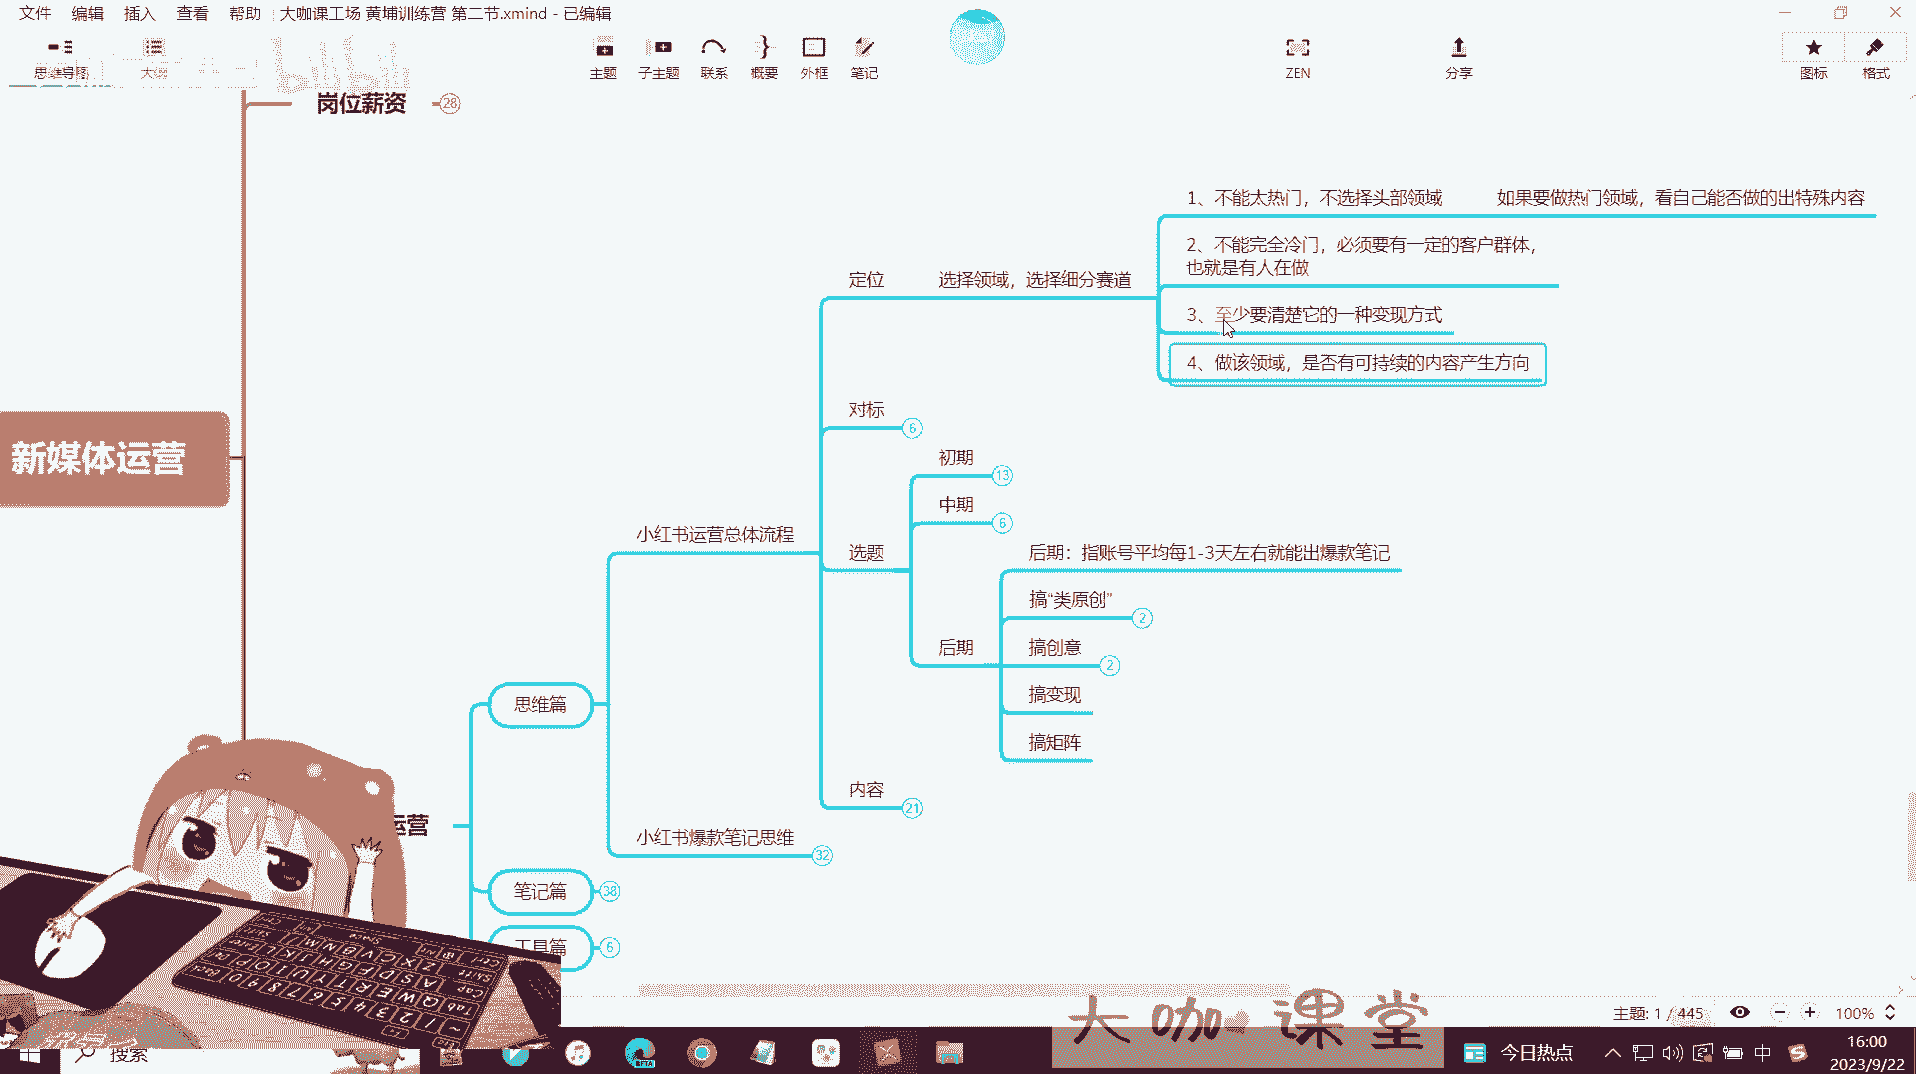 文件 编辑 插入 查看 帮助 大咖课工场 黄埔训练营 第二节.xmind - 已编辑
思维导图 大纲 主题 子主题 联系 概要 外框 笔记 ZEN 分享 图标 格式
bilibili
岗位薪资 28
1、不能太热门，不选择头部领域 如果要做热门领域，看自己能否做的出特殊内容
2、不能完全冷门，必须要有一定的客户群体，
也就是有人在做
定位 选择领域，选择细分赛道
3、至少要清楚它的一种变现方式
4、做该领域，是否有可持续的内容产生方向
对标 6
新媒体运营
初期 13
中期 6
小红书运营总体流程
选题
后期：指账号平均每1-3天左右就能出爆款笔记
搞“类原创” 2
后期
搞创意 2
搞变现
搞矩阵
思维篇
内容 21
运营
小红书爆款笔记思维 32
笔记篇 38
工具篇 6
大咖课堂
主题: 1 / 445 100%
搜索
今日热点
中
16:00
2023/9/22